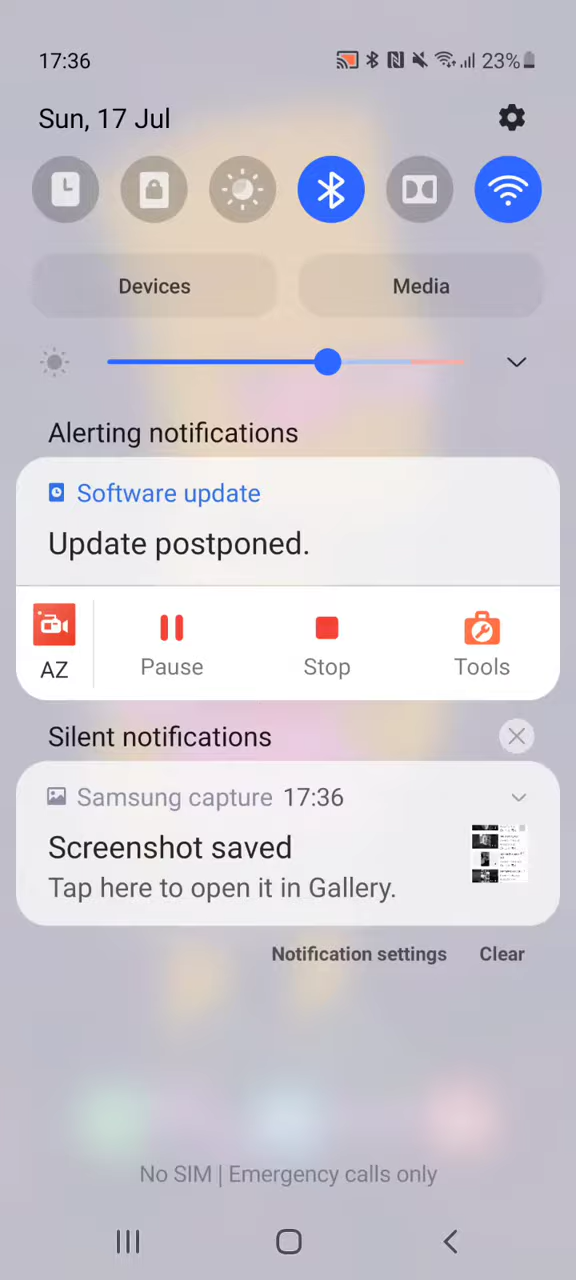 17:36
23%
Sun, 17 Jul
Devices
Media
Alerting notifications
Software update
Update postponed.
AZ
Pause
Stop
Tools
Silent notifications
Samsung capture 17:36
Screenshot saved
Tap here to open it in Gallery.
Notification settings
Clear
No SIM | Emergency calls only